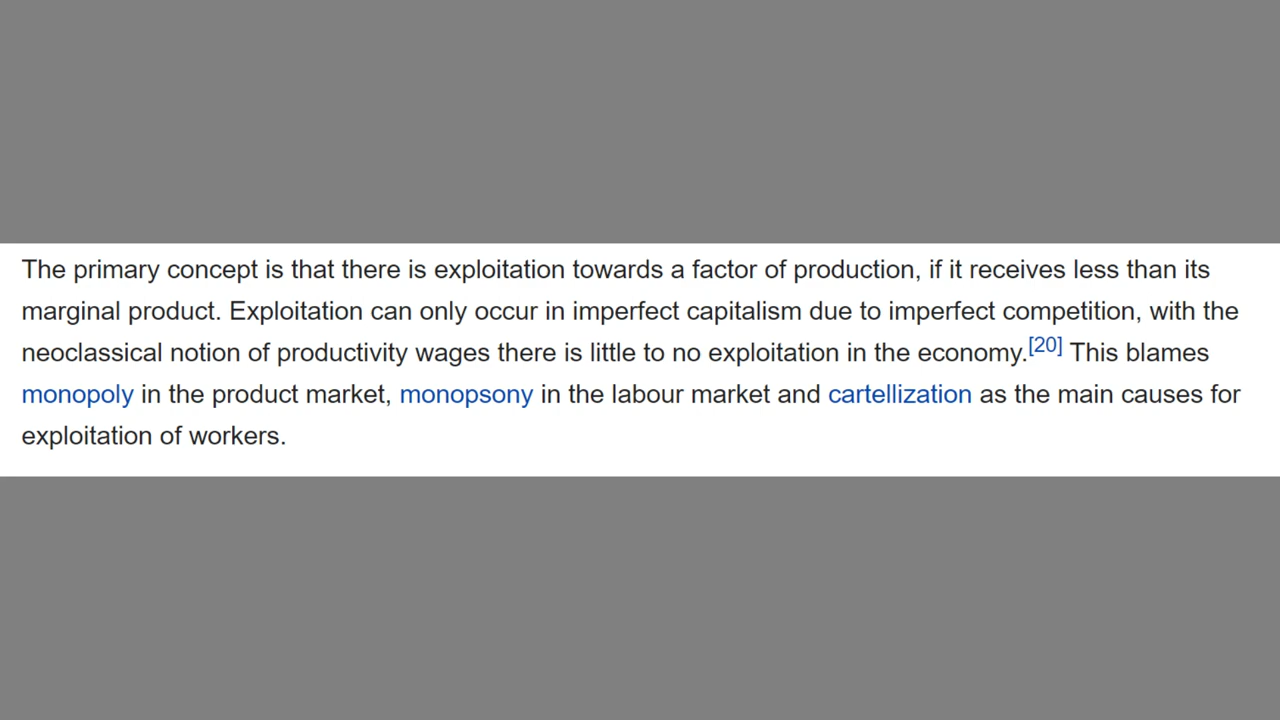 The primary concept is that there is exploitation towards a factor of production, if it receives less than its
marginal product. Exploitation can only occur in imperfect capitalism due to imperfect competition, with the
neoclassical notion of productivity wages there is little to no exploitation in the economy.[20] This blames
monopoly in the product market, monopsony in the labour market and cartellization as the main causes for
exploitation of workers.